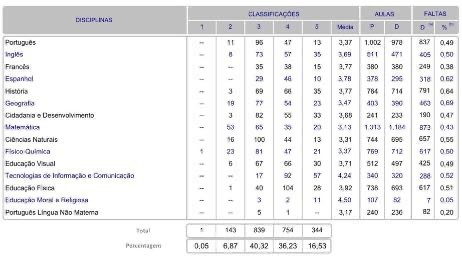 DISCIPLINAS CLASSIFICAÇÕES AULAS FALTAS
1 2 3 4 5 Média P D D %
Português -- 11 96 47 13 3,37 1.002 978 837 0,49
Inglês -- 8 73 57 35 3,69 511 471 405 0,50
Francês -- -- 35 38 15 3,77 380 380 249 0,38
Espanhol -- -- 29 46 10 3,78 378 295 318 0,62
História -- 3 69 66 35 3,77 764 714 791 0,64
Geografia -- 19 77 54 23 3,47 403 390 463 0,69
Cidadania e Desenvolvimento -- 3 82 55 33 3,68 241 233 190 0,47
Matemática -- 53 65 35 20 3,13 1.313 1.184 873 0,43
Ciências Naturais -- 16 100 44 13 3,31 744 699 657 0,55
Físico-Química 1 23 81 47 21 3,37 769 712 617 0,50
Educação Visual -- 6 67 66 30 3,71 512 497 425 0,49
Tecnologias de Informação e Comunicação -- -- 17 92 57 4,24 340 320 288 0,52
Educação Física -- 1 40 104 28 3,92 738 693 617 0,51
Educação Moral e Religiosa -- -- 3 2 11 4,50 107 82 7 0,05
Português Língua Não Materna -- -- 5 1 -- 3,17 240 236 82 0,20
Total 1 143 839 754 344
Percentagem 0,05 6,87 40,32 36,23 16,53